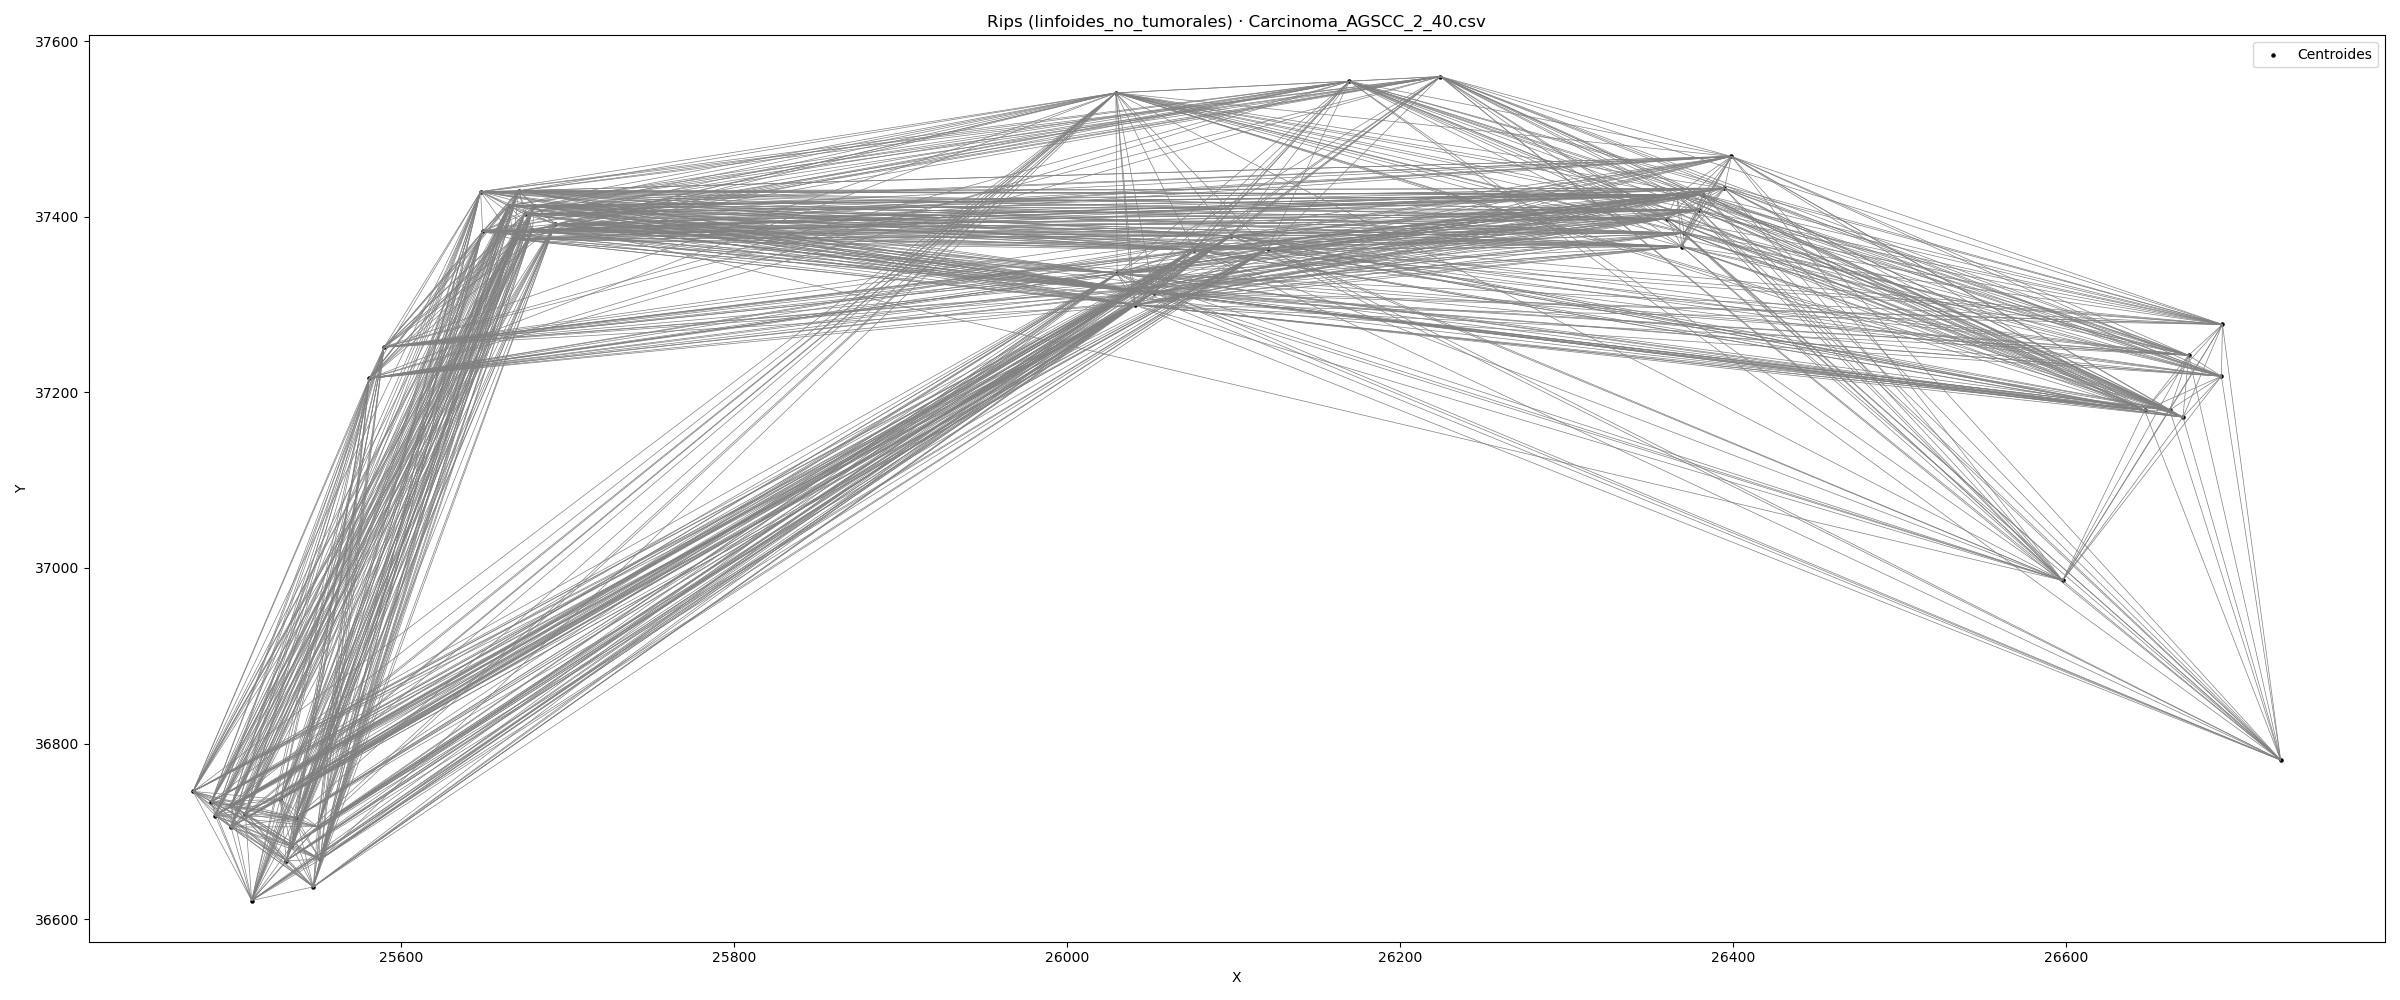 Rips (linfoides_no_tumorales) · Carcinoma_AGSCC_2_40.csv
Centroides
37600
37400
37200
37000
36800
36600
Y
25600 25800 26000 26200 26400 26600
X